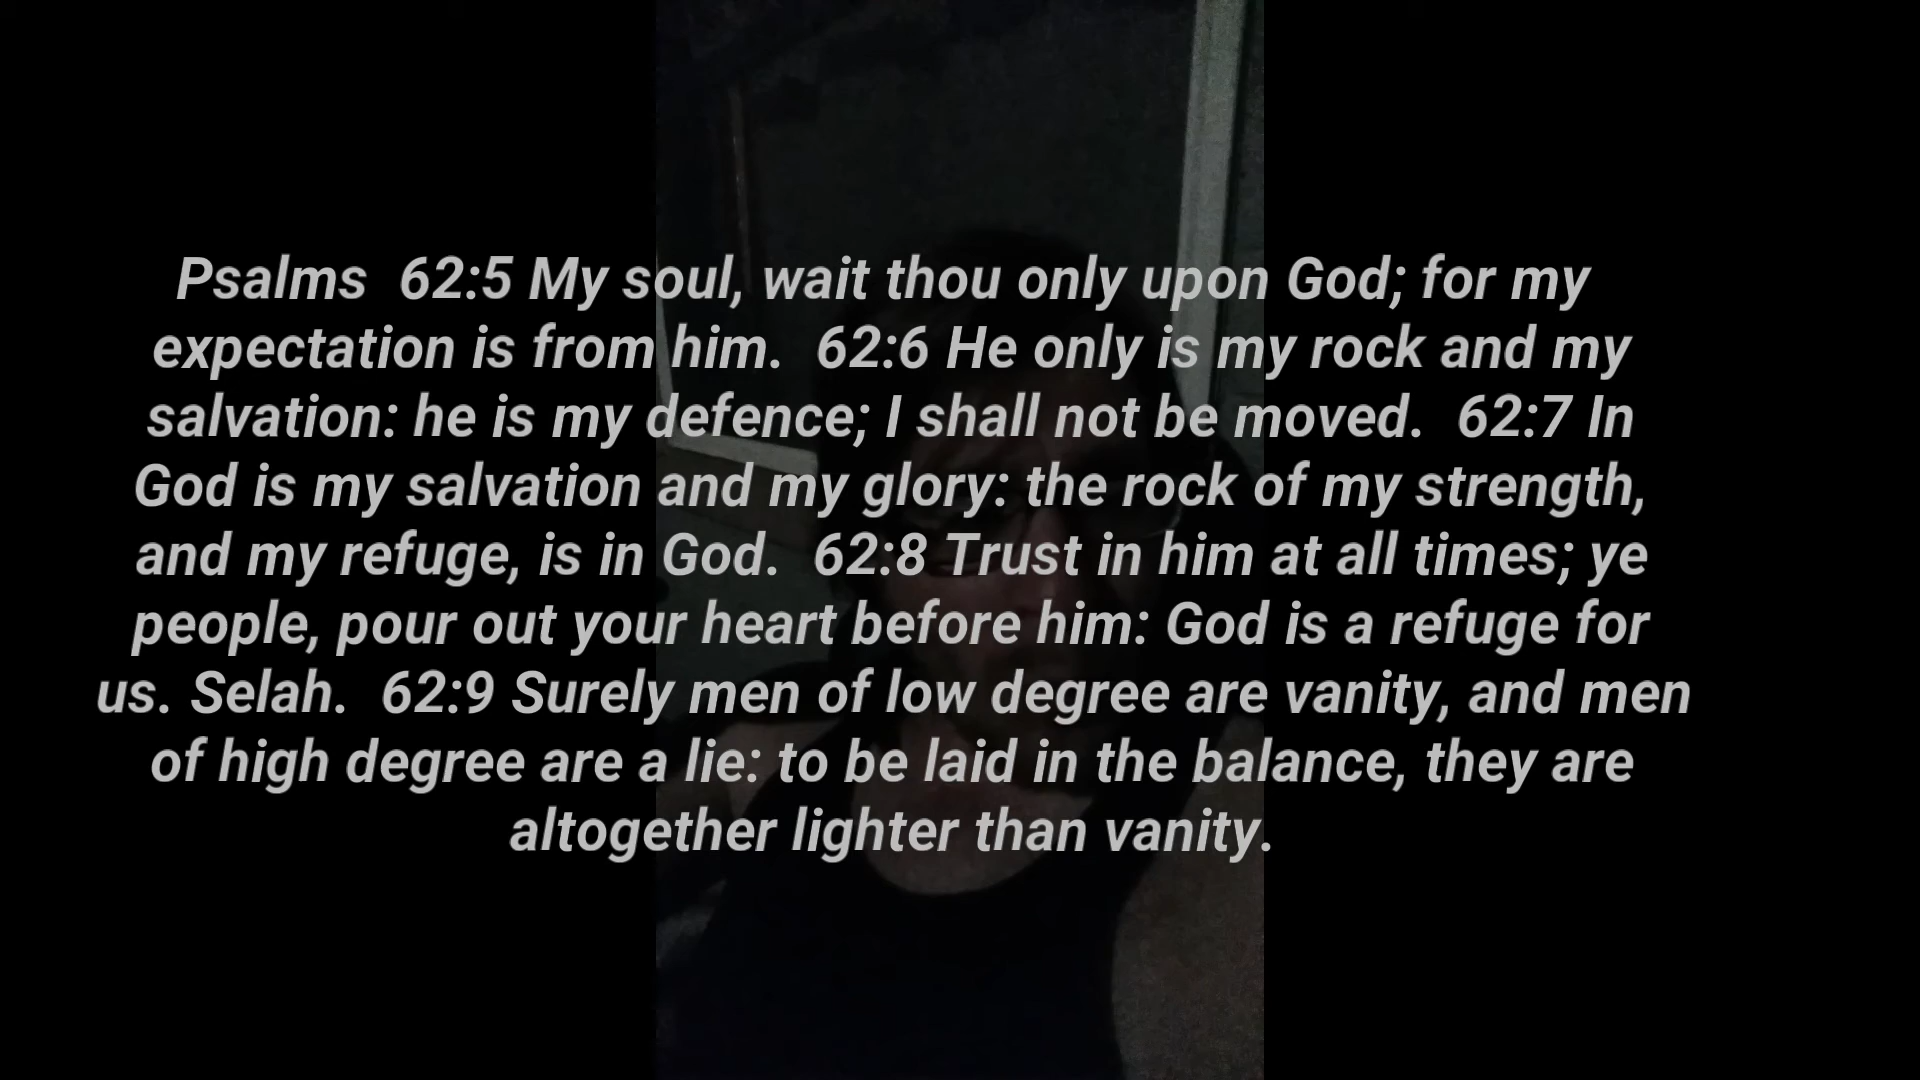 Psalms  62:5 My soul, wait thou only upon God; for my
expectation is from him.  62:6 He only is my rock and my
salvation: he is my defence; I shall not be moved.  62:7 In
God is my salvation and my glory: the rock of my strength,
and my refuge, is in God.  62:8 Trust in him at all times; ye
people, pour out your heart before him: God is a refuge for
us. Selah.  62:9 Surely men of low degree are vanity, and men
of high degree are a lie: to be laid in the balance, they are
altogether lighter than vanity.